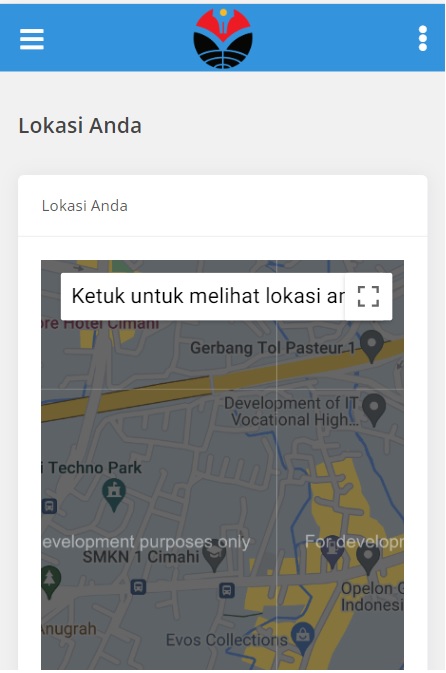 Lokasi Anda
Lokasi Anda
Ketuk untuk melihat lokasi an
ore Hotel Cimahi
Gerbang Tol Pasteur 1
Development of IT
Vocational High...
i Techno Park
evelopment purposes only
For developm
SMKN 1 Cimahi
Opelon
Indonesi
Anugrah
Evos Collections